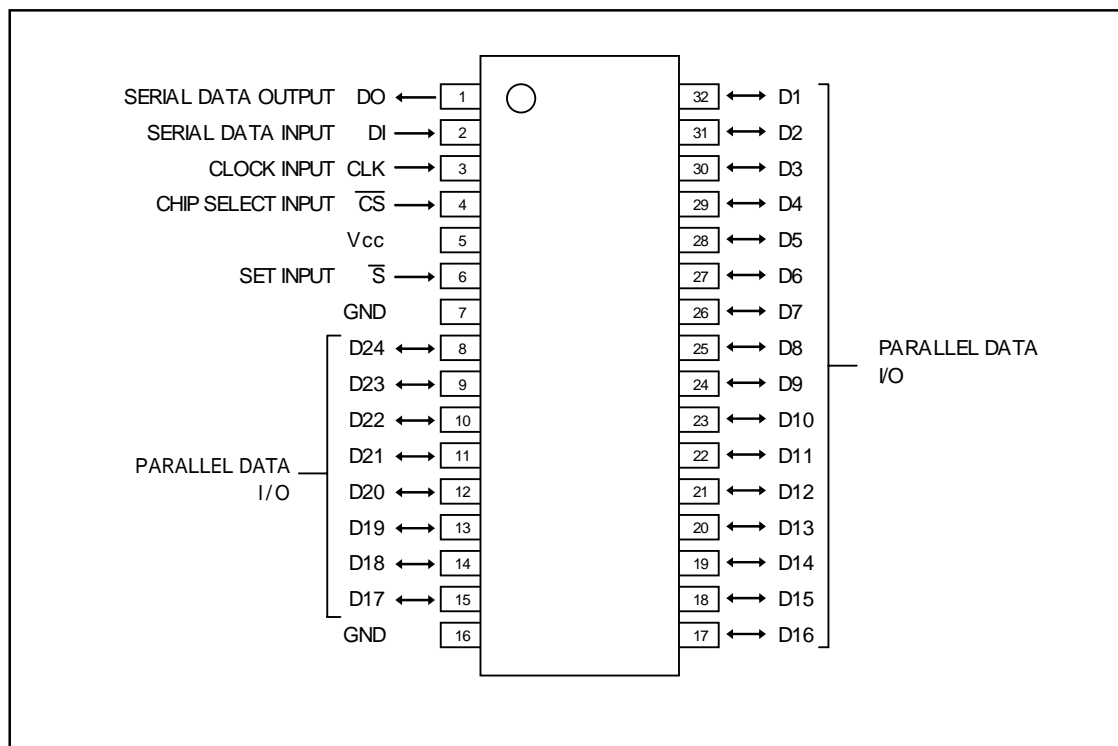 SERIAL DATA OUTPUT DO 1
SERIAL DATA INPUT DI 2
CLOCK INPUT CLK 3
CHIP SELECT INPUT C̅S̅ 4
Vcc 5
SET INPUT S̅ 6
GND 7
D24 8
D23 9
D22 10
D21 11
D20 12
D19 13
D18 14
D17 15
GND 16
PARALLEL DATA
I/O
32 D1
31 D2
30 D3
29 D4
28 D5
27 D6
26 D7
25 D8
24 D9
23 D10
22 D11
21 D12
20 D13
19 D14
18 D15
17 D16
PARALLEL DATA
I/O